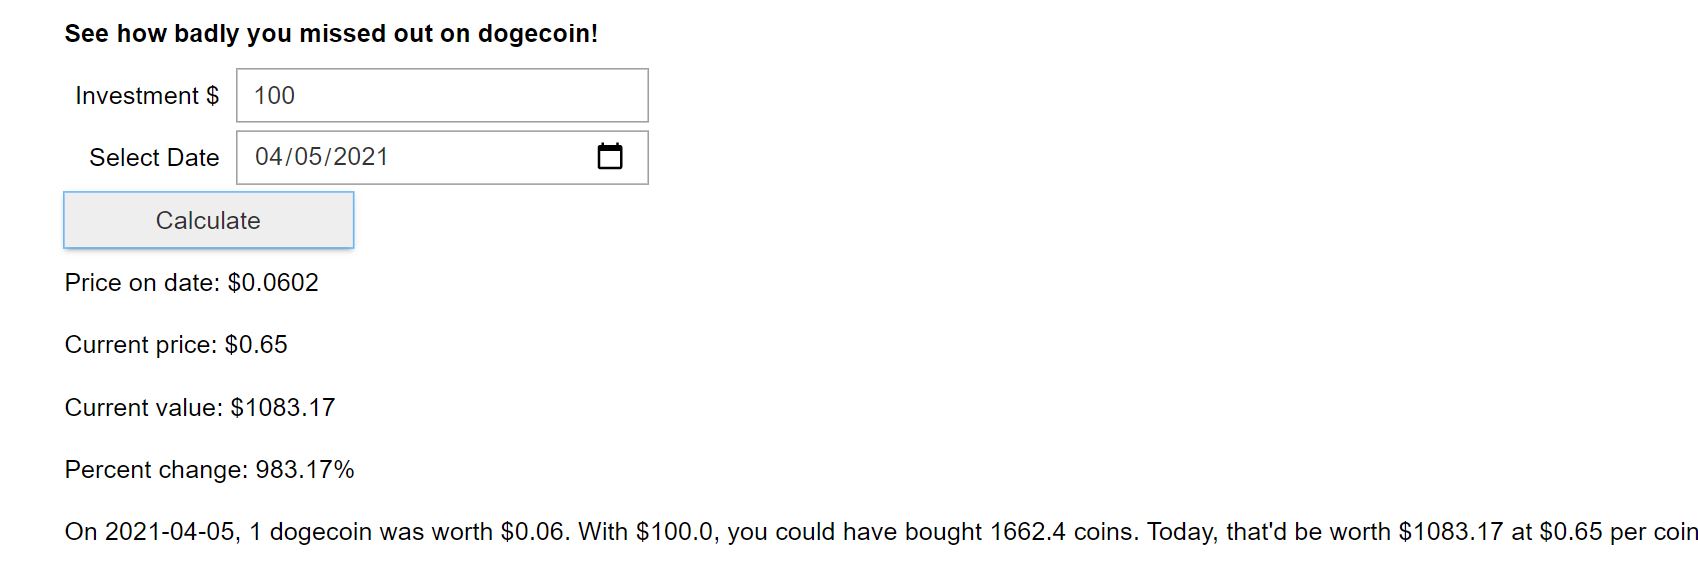 See how badly you missed out on dogecoin!
Investment $ 100
Select Date 04/05/2021
Calculate
Price on date: $0.0602
Current price: $0.65
Current value: $1083.17
Percent change: 983.17%
On 2021-04-05, 1 dogecoin was worth $0.06. With $100.0, you could have bought 1662.4 coins. Today, that'd be worth $1083.17 at $0.65 per coin